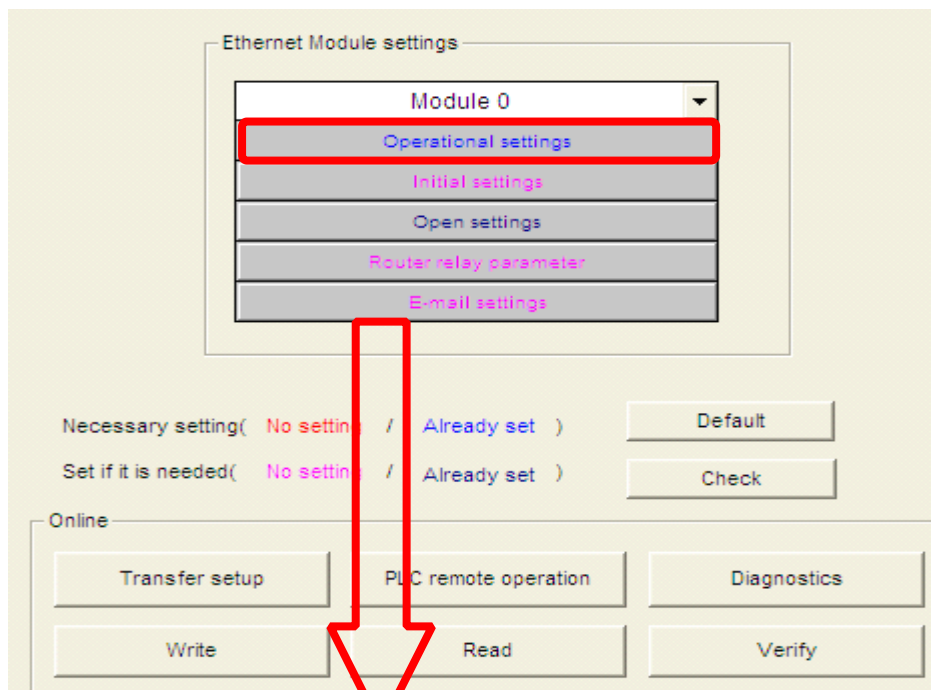 Ethernet Module settings
Module 0
Operational settings
Initial settings
Open settings
Router relay parameter
E-mail settings
Necessary setting( No setting / Already set ) Default
Set if it is needed( No setting / Already set ) Check
Online
Transfer setup PLC remote operation Diagnostics
Write Read Verify